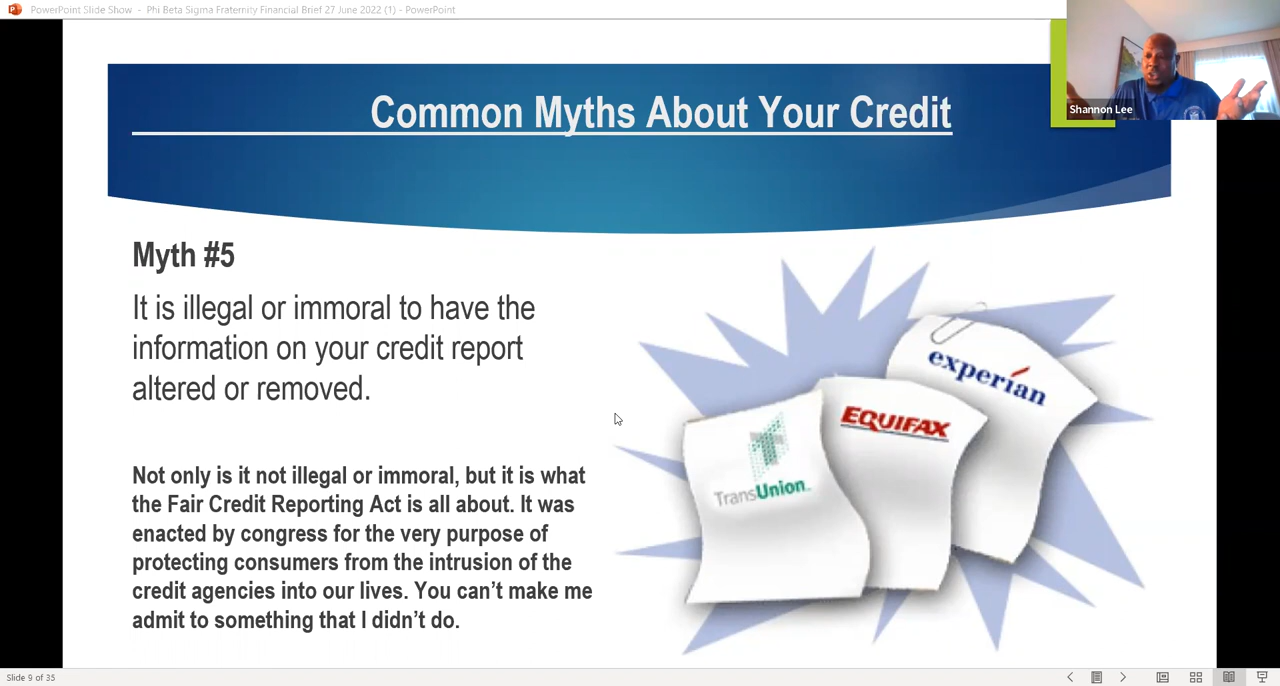 PowerPoint Slide Show - Phi Beta Sigma Fraternity Financial Brief 27 June 2022 (1) - PowerPoint
Shannon Lee
Common Myths About Your Credit
Myth #5
It is illegal or immoral to have the
information on your credit report
altered or removed.
Not only is it not illegal or immoral, but it is what
the Fair Credit Reporting Act is all about. It was
enacted by congress for the very purpose of
protecting consumers from the intrusion of the
credit agencies into our lives. You can’t make me
admit to something that I didn’t do.
experian
EQUIFAX
TransUnion
Slide 9 of 35